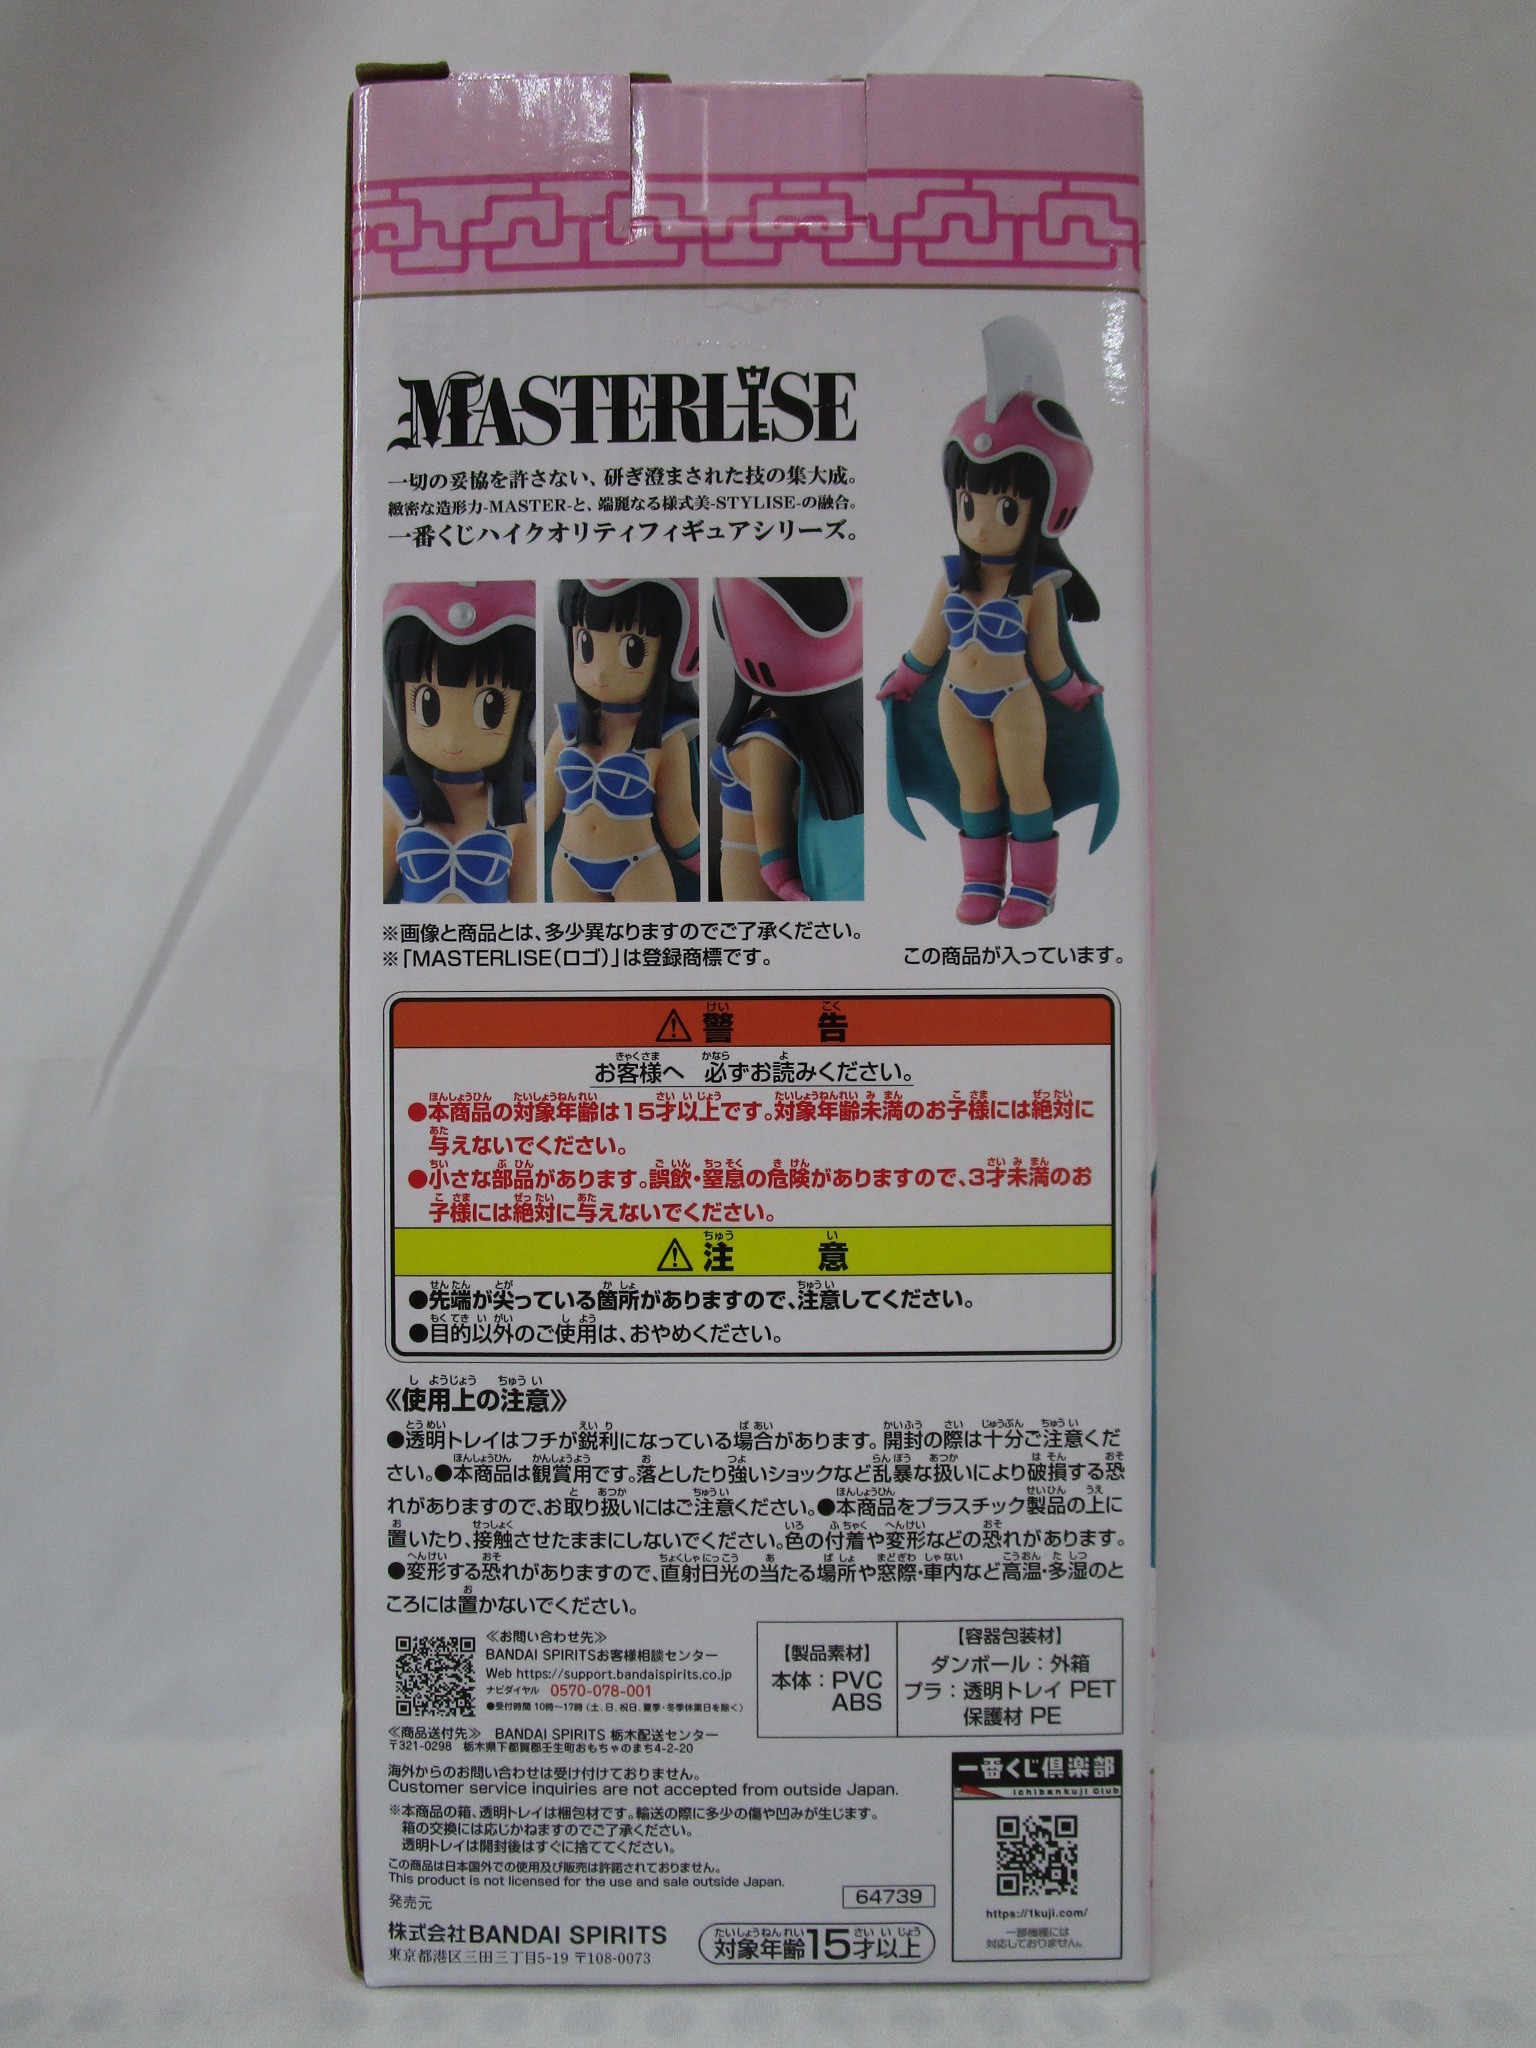 MASTERLISE
一切の妥協を許さない、研ぎ澄まされた技の集大成。
緻密な造形力-MASTER-と、端麗なる様式美-STYLISE-の融合。
一番くじハイクオリティフィギュアシリーズ。
※画像と商品とは、多少異なりますのでご了承ください。
※「MASTERLISE(ロゴ)」は登録商標です。
この商品が入っています。
警告
お客様へ 必ずお読みください。
●本商品の対象年齢は15才以上です。対象年齢未満のお子様には絶対に
与えないでください。
●小さな部品があります。誤飲・窒息の危険がありますので、3才未満のお
子様には絶対に与えないでください。
注意
●先端が尖っている箇所がありますので、注意してください。
●目的以外のご使用は、おやめください。
《使用上の注意》
●透明トレイはフチが鋭利になっている場合があります。開封の際は十分ご注意くだ
さい。●本商品は観賞用です。落としたり強いショックなど乱暴な扱いにより破損する恐
れがありますので、お取り扱いにはご注意ください。●本商品をプラスチック製品の上に
置いたり、接触させたままにしないでください。色の付着や変形などの恐れがあります。
●変形する恐れがありますので、直射日光の当たる場所や窓際・車内など高温・多湿のと
ころには置かないでください。
≪お問い合わせ先≫
BANDAI SPIRITSお客様相談センター
Web https://support.bandaispirits.co.jp
ナビダイヤル 0570-078-001
●受付時間 10時～17時(土、日、祝日、夏季・冬季休業日を除く)
≪商品送付先≫ BANDAI SPIRITS 栃木配送センター
〒321-0298 栃木県下都賀郡壬生町おもちゃのまち4-2-20
【製品素材】
本体：PVC
ABS
【容器包装材】
ダンボール：外箱
プラ：透明トレイ PET
保護材 PE
海外からのお問い合わせは受け付けておりません。
Customer service inquiries are not accepted from outside Japan.
※本商品の箱、透明トレイは梱包材です。輸送の際に多少の傷や凹みが生じます。
箱の交換には応じかねますのでご了承ください。
透明トレイは開封後はすぐに捨ててください。
この商品は日本国外での使用及び販売は許諾されておりません。
This product is not licensed for the use and sale outside Japan.
発売元
64739
株式会社BANDAI SPIRITS
東京都港区三田三丁目5-19 〒108-0073
対象年齢15才以上
一番くじ倶楽部
Ichibankuji Club
https://1kuji.com/
一部機種には
対応しておりません。